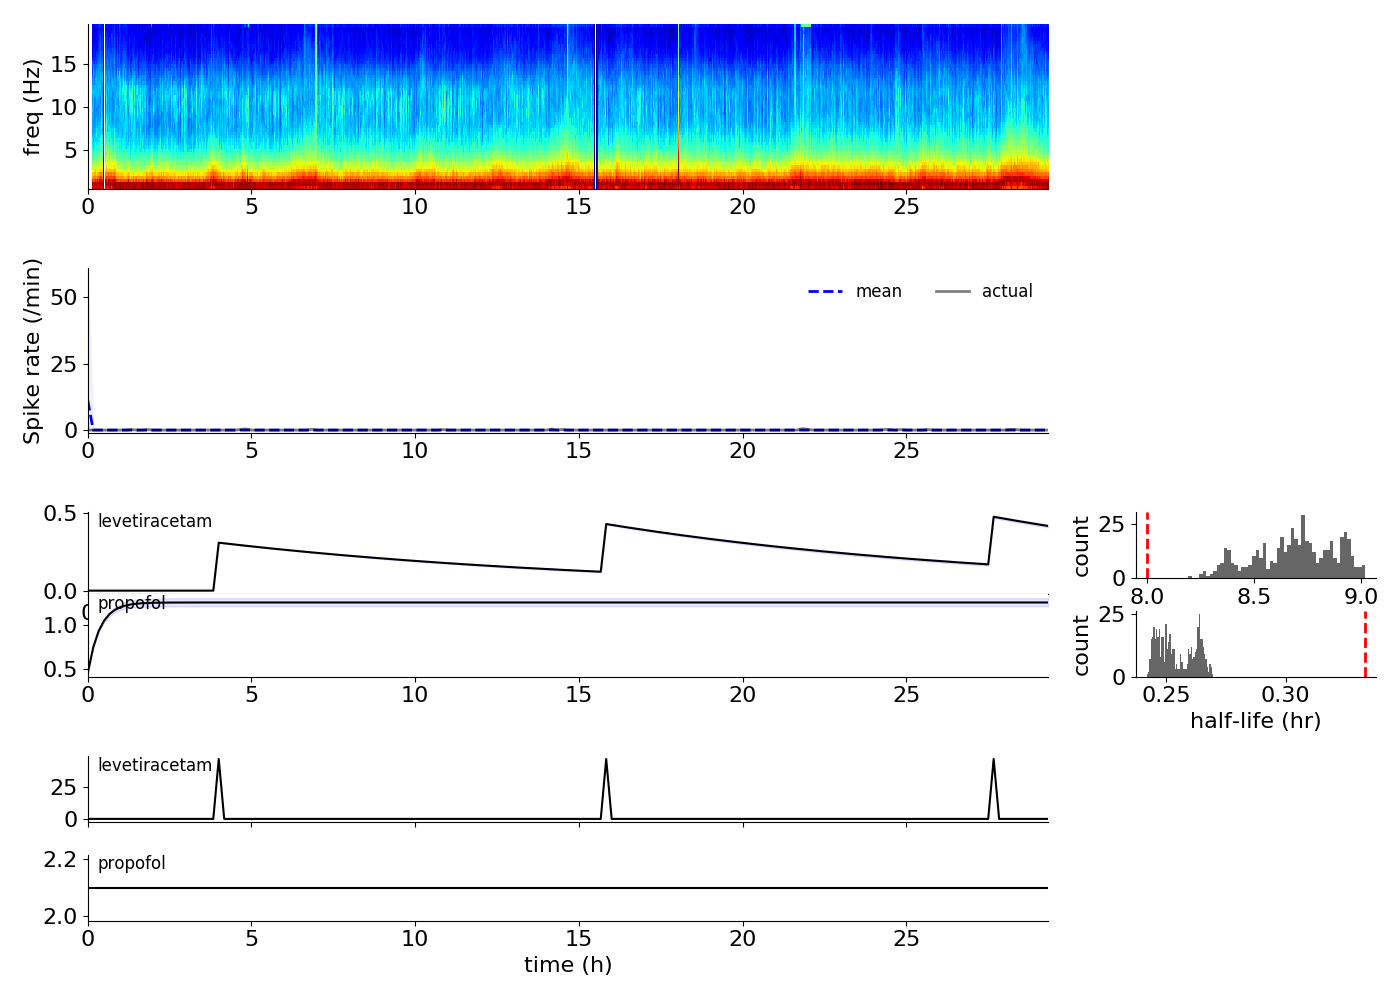 freq (Hz)
15
10
5
0 5 10 15 20 25
Spike rate (/min)
50
25
0
mean actual
0 5 10 15 20 25
0.5
0.0
levetiracetam
0
count
25
0
8.0 8.5 9.0
propofol
1.0
0.5
0 5 10 15 20 25
count
25
0
0.25 0.30
half-life (hr)
levetiracetam
25
0
propofol
2.2
2.0
0 5 10 15 20 25
time (h)